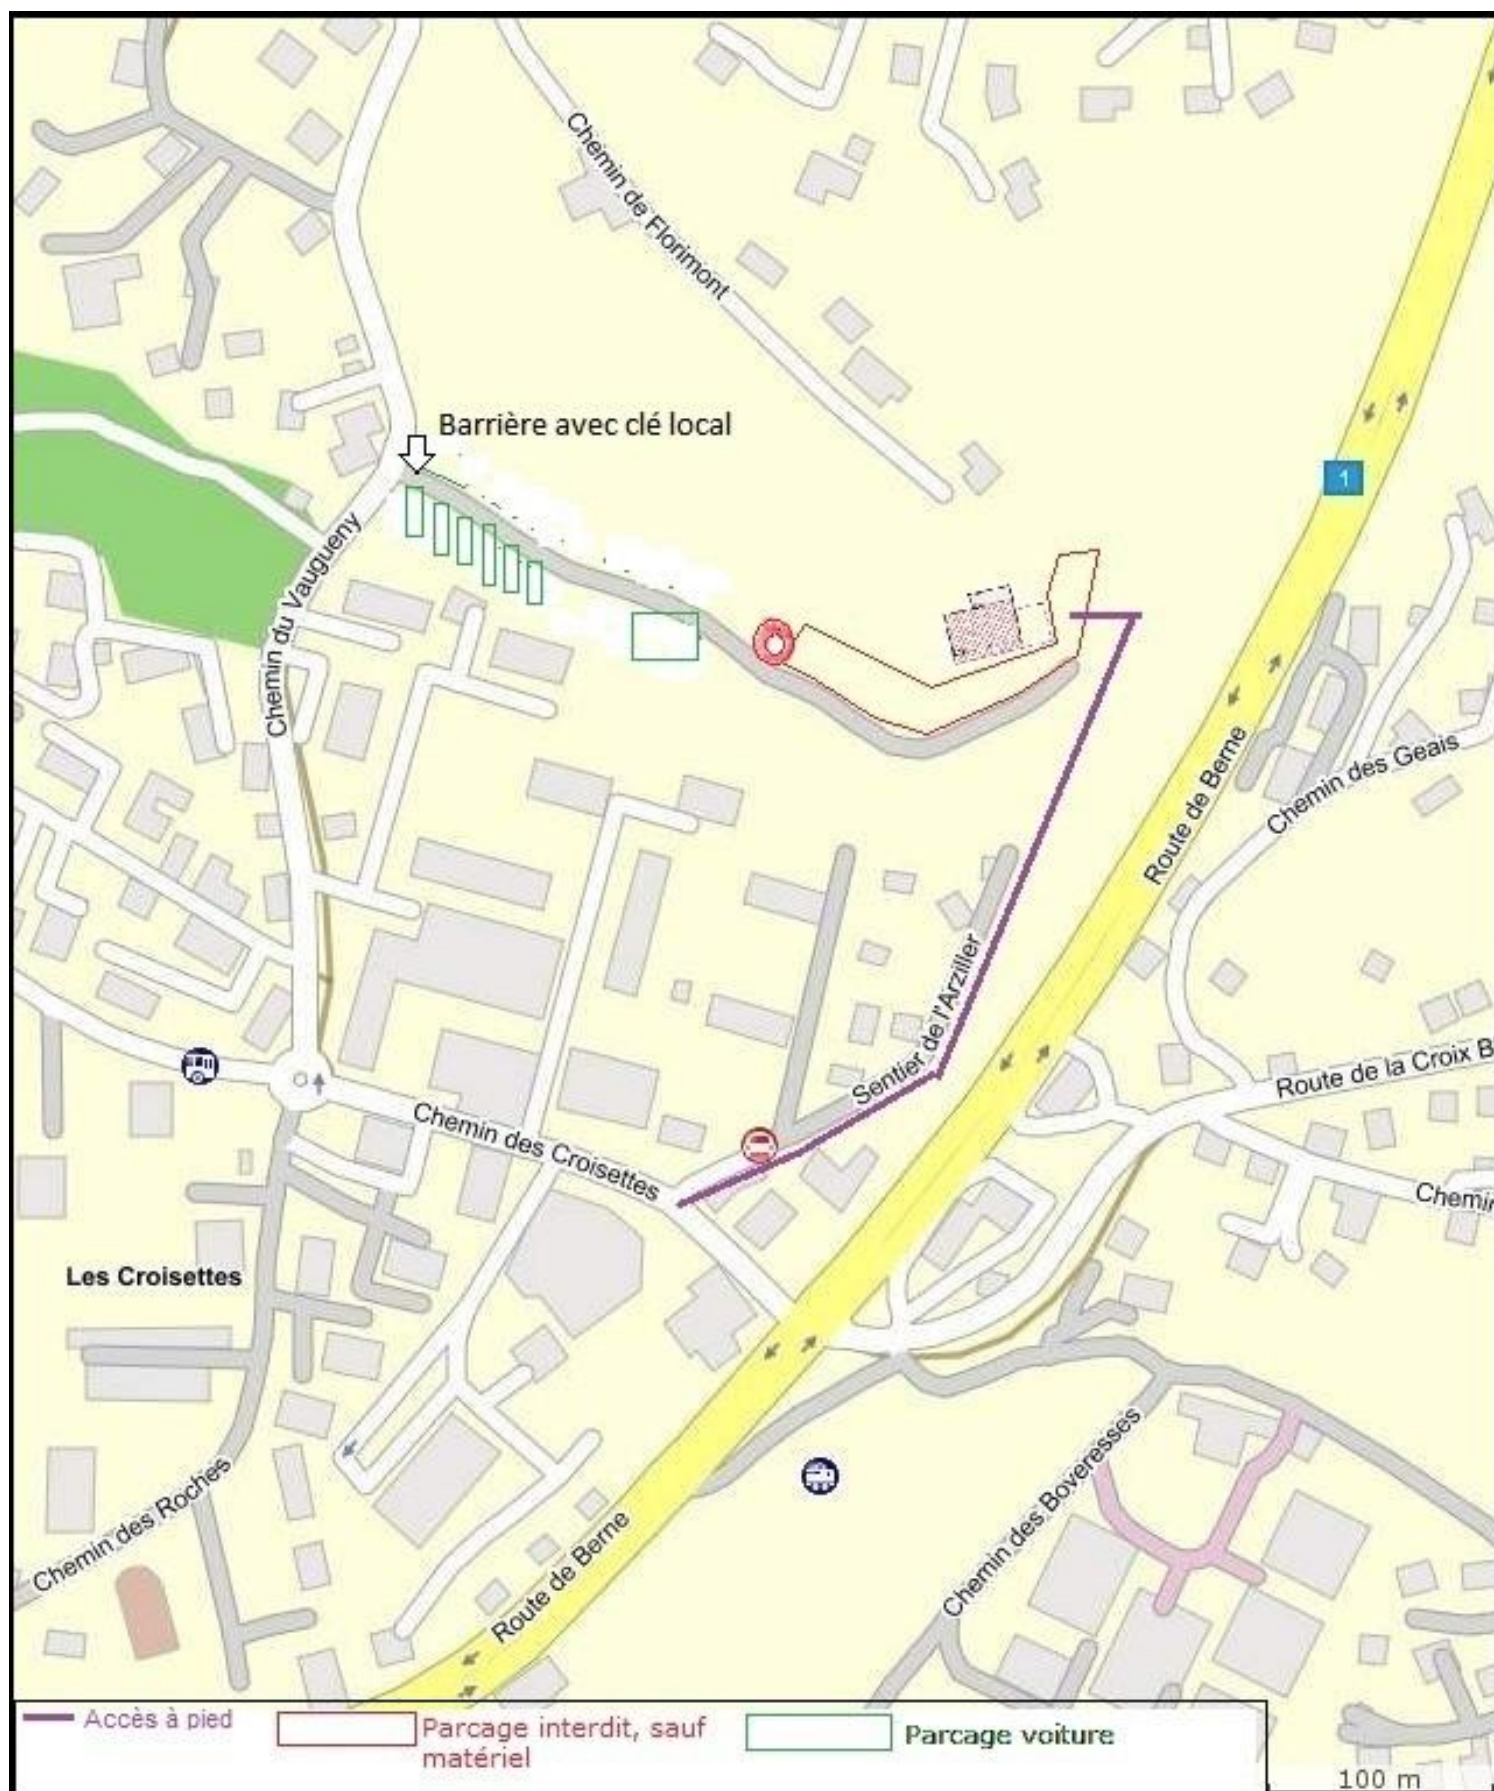 Chemin de Florimont
Barrière avec clé local
1
Chemin du Vaugueny
Route de Berne
Chemin des Geais
Sentier de l'Arziller
Route de la Croix B
Chemin des Croisettes
Chemin
Les Croisettes
Chemin des Roches
Chemin des Boveresses
Route de Berne
Accès à pied
Parcage interdit, sauf
matériel
Parcage voiture
100 m